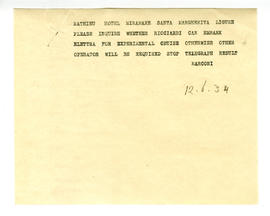 MATHIEU HOTEL MIRAMARE SANTA MARGHERITA LIGURE
PLEASE INQUIRE WHETHER RICCIARDI CAN EMBARK
ELETTRA FOR EXPERIMENTAL CRUISE OTHERWISE OTHER
OPERATOR WILL BE REQUIRED STOP TELEGRAPH RESULT
MARCONI
12.6.34